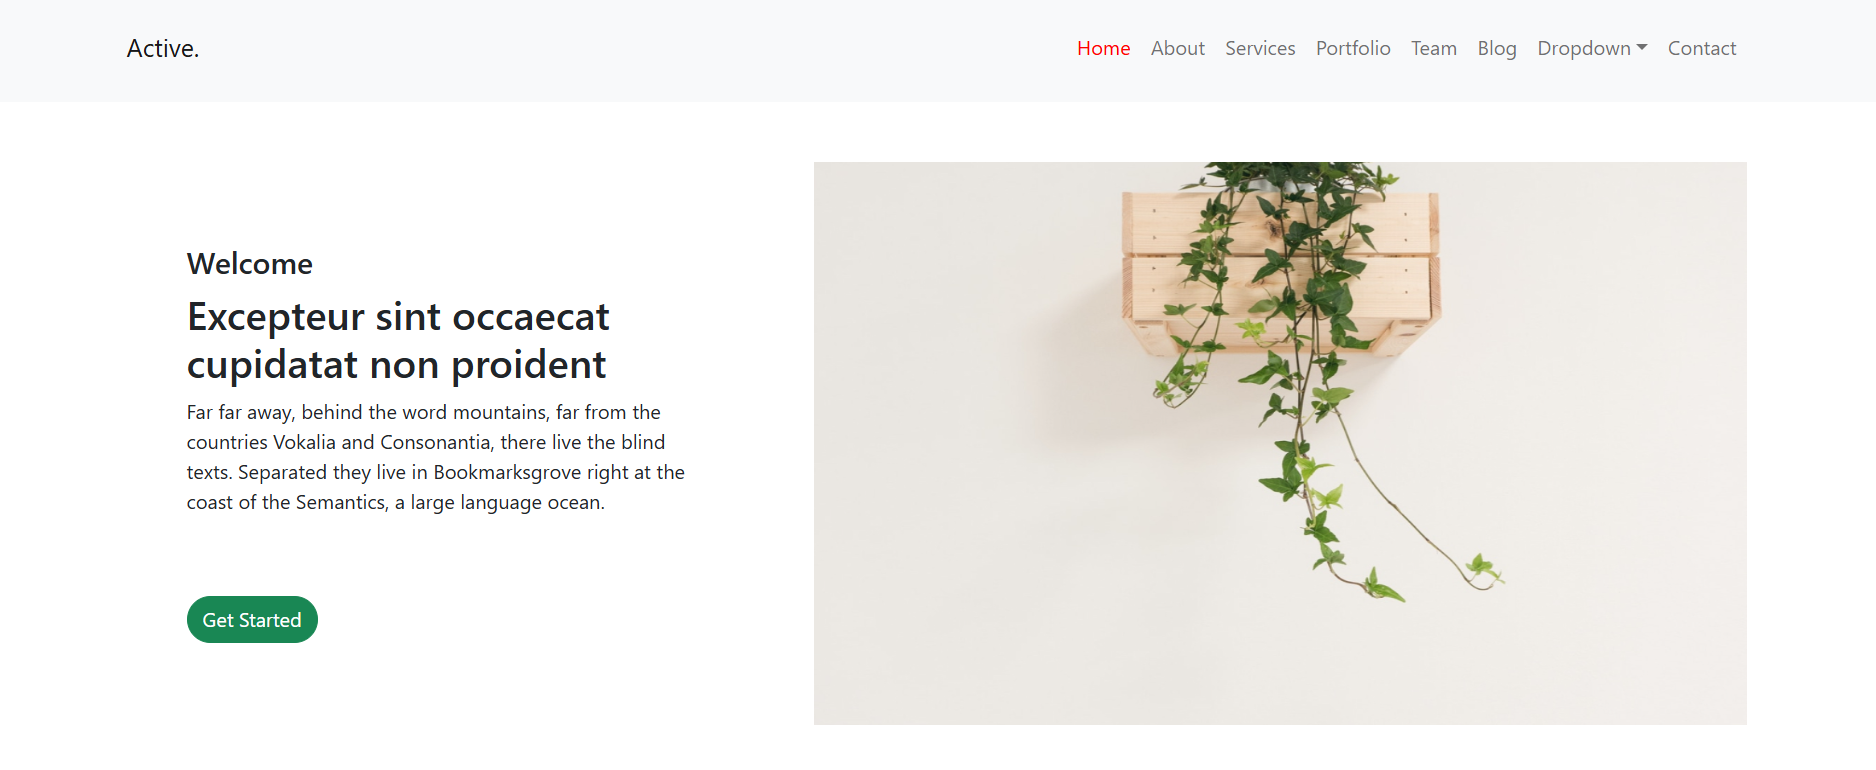 Active.
Home About Services Portfolio Team Blog Dropdown Contact
Welcome
Excepteur sint occaecat
cupidatat non proident
Far far away, behind the word mountains, far from the
countries Vokalia and Consonantia, there live the blind
texts. Separated they live in Bookmarksgrove right at the
coast of the Semantics, a large language ocean.
Get Started